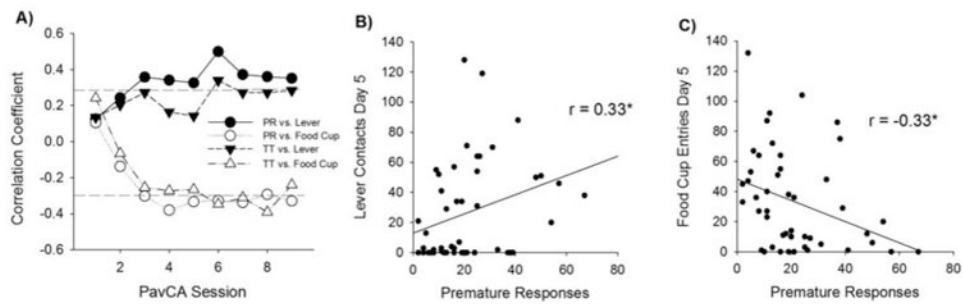 A)
0.6
0.4
0.2
0.0
-0.2
-0.4
-0.6
Correlation Coefficient
PR vs. Lever
PR vs. Food Cup
TT vs. Lever
TT vs. Food Cup
2 4 6 8
PavCA Session
B)
140
120
100
80
60
40
20
0
Lever Contacts Day 5
r = 0.33*
0 20 40 60 80
Premature Responses
C)
140
120
100
80
60
40
20
0
Food Cup Entries Day 5
r = -0.33*
0 20 40 60 80
Premature Responses